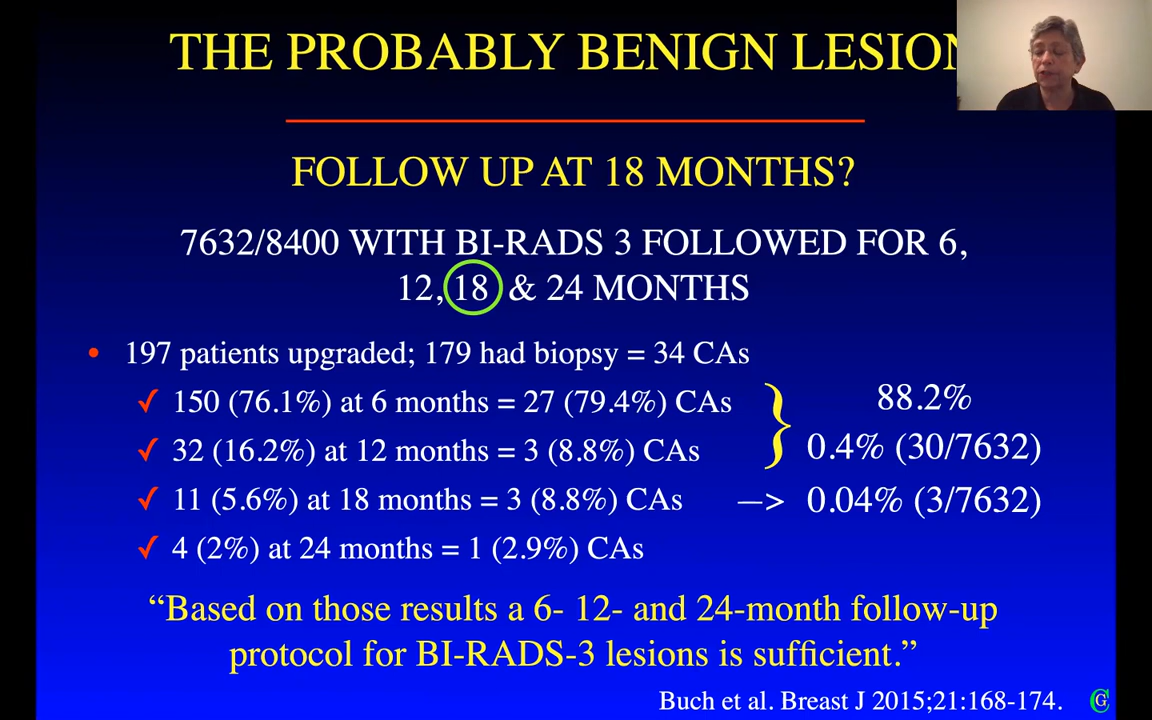 THE PROBABLY BENIGN LESION
FOLLOW UP AT 18 MONTHS?
7632/8400 WITH BI-RADS 3 FOLLOWED FOR 6,
12, 18 & 24 MONTHS
• 197 patients upgraded; 179 had biopsy = 34 CAs
✓ 150 (76.1%) at 6 months = 27 (79.4%) CAs
88.2%
✓ 32 (16.2%) at 12 months = 3 (8.8%) CAs
0.4% (30/7632)
✓ 11 (5.6%) at 18 months = 3 (8.8%) CAs —> 0.04% (3/7632)
✓ 4 (2%) at 24 months = 1 (2.9%) CAs
“Based on those results a 6- 12- and 24-month follow-up
protocol for BI-RADS-3 lesions is sufficient.”
Buch et al. Breast J 2015;21:168-174.